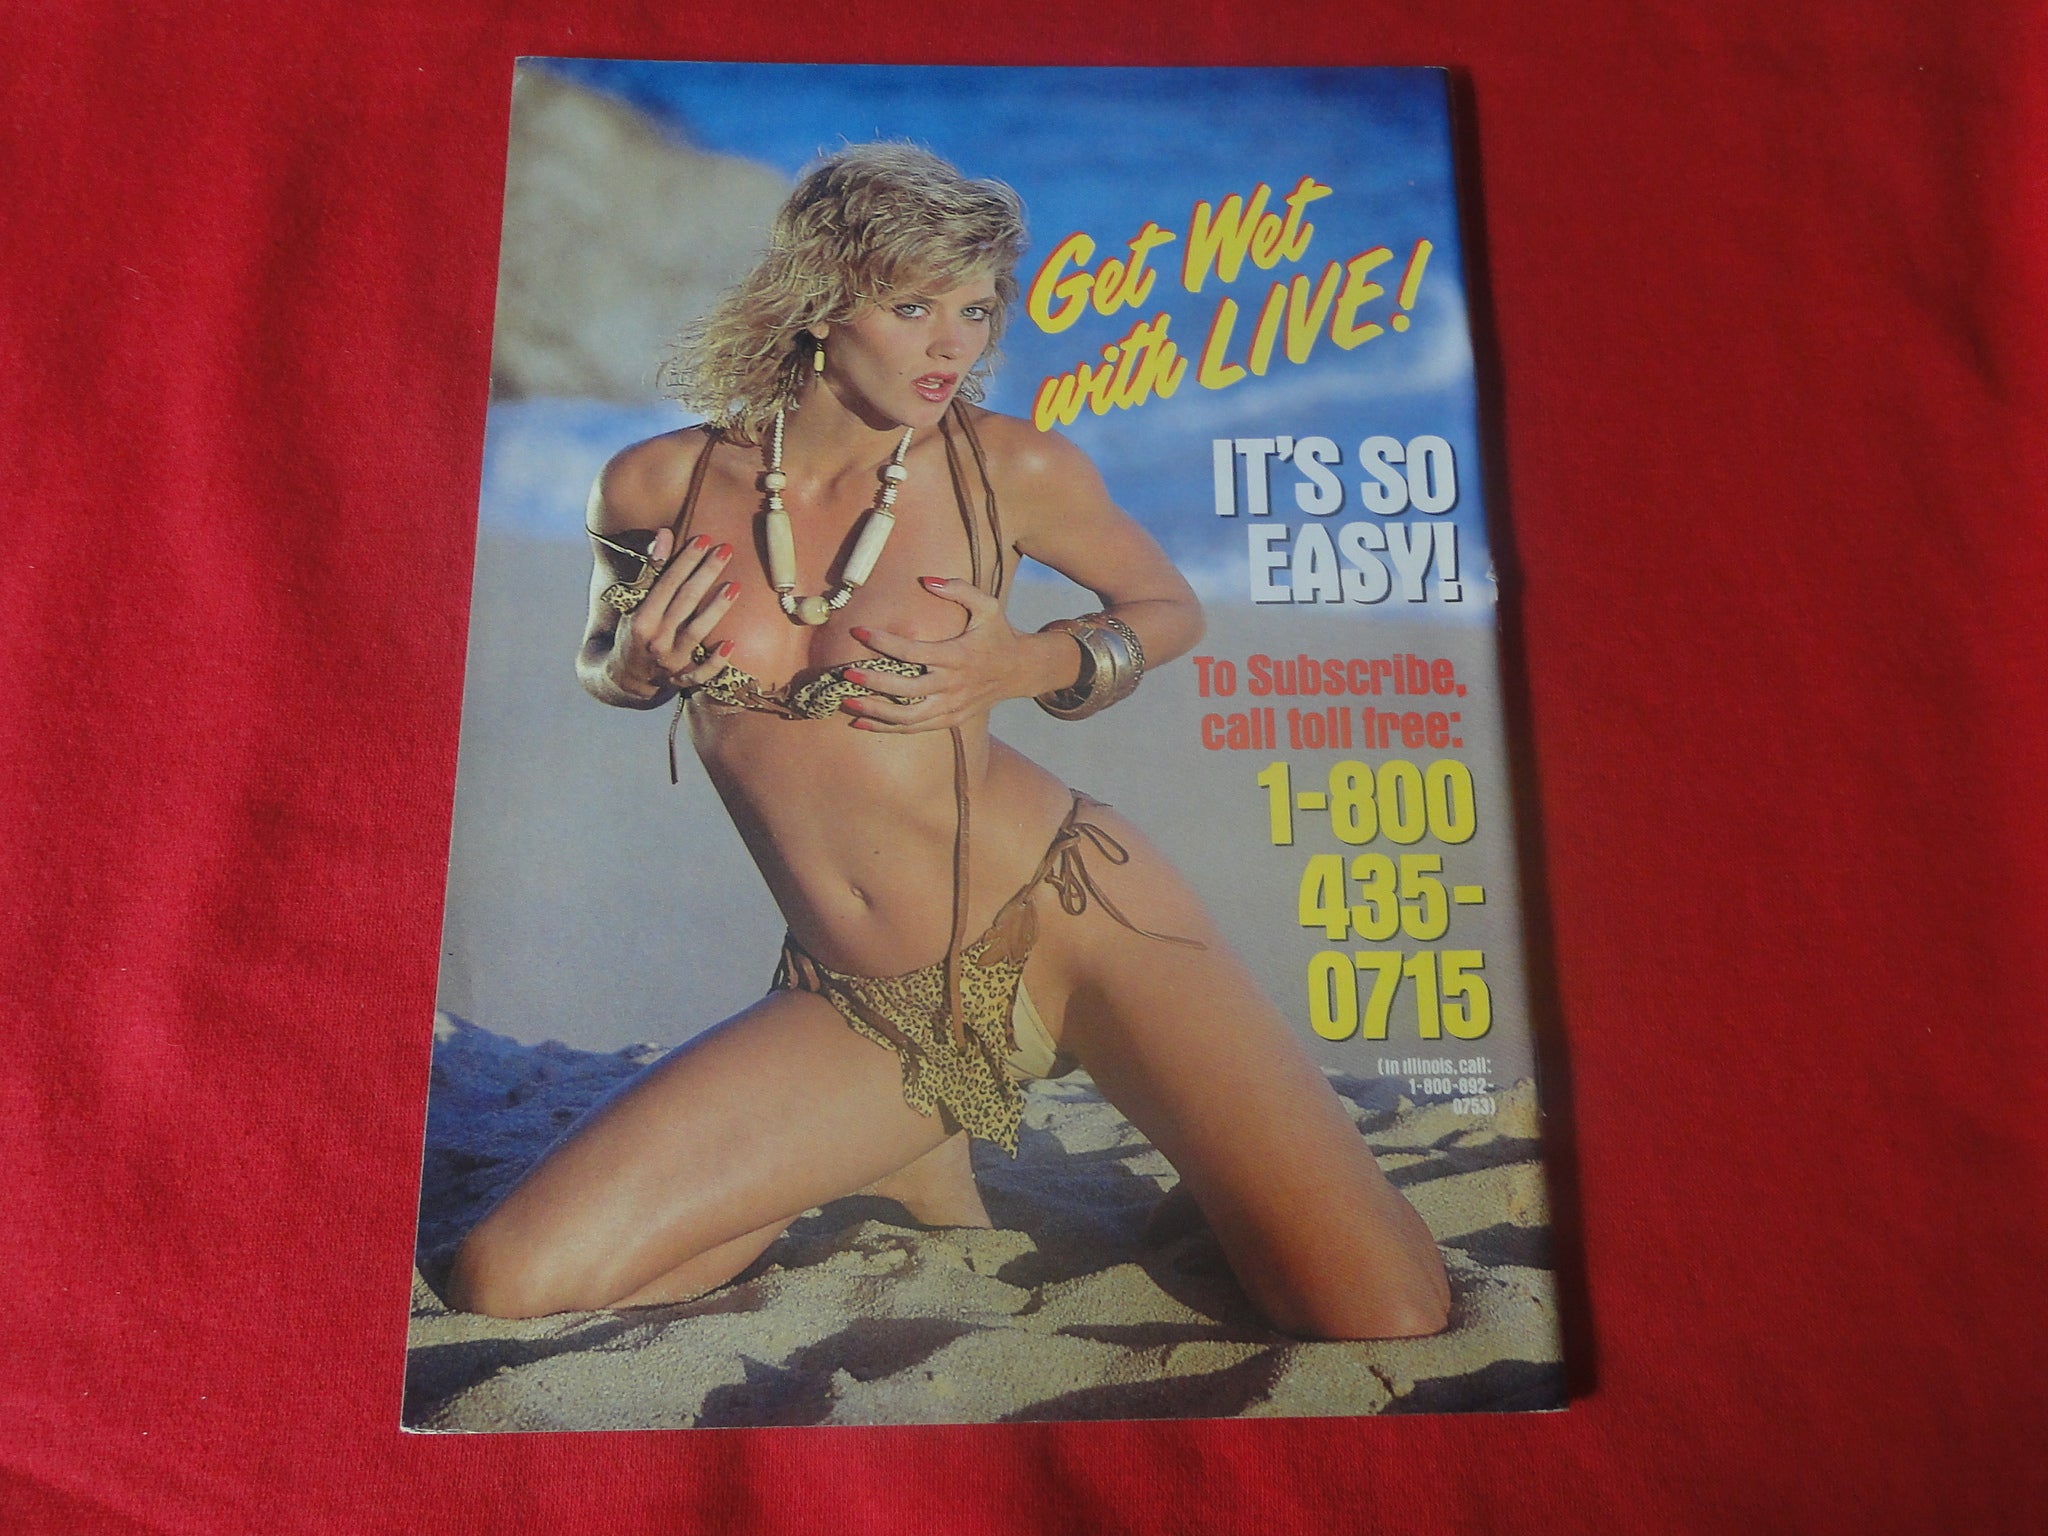 Get Wet
with LIVE!
IT'S SO
EASY!
To Subscribe,
call toll free:
1-800
435-
0715
(In Illinois, call:
1-800-892-
0753)